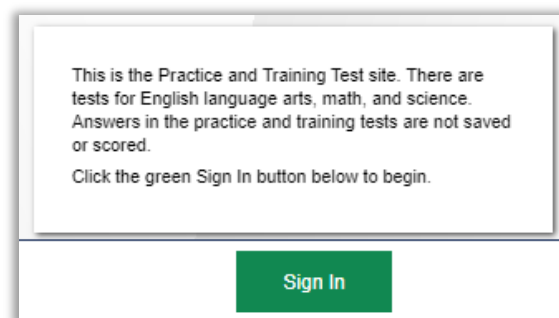 This is the Practice and Training Test site. There are
tests for English language arts, math, and science.
Answers in the practice and training tests are not saved
or scored.
Click the green Sign In button below to begin.
Sign In